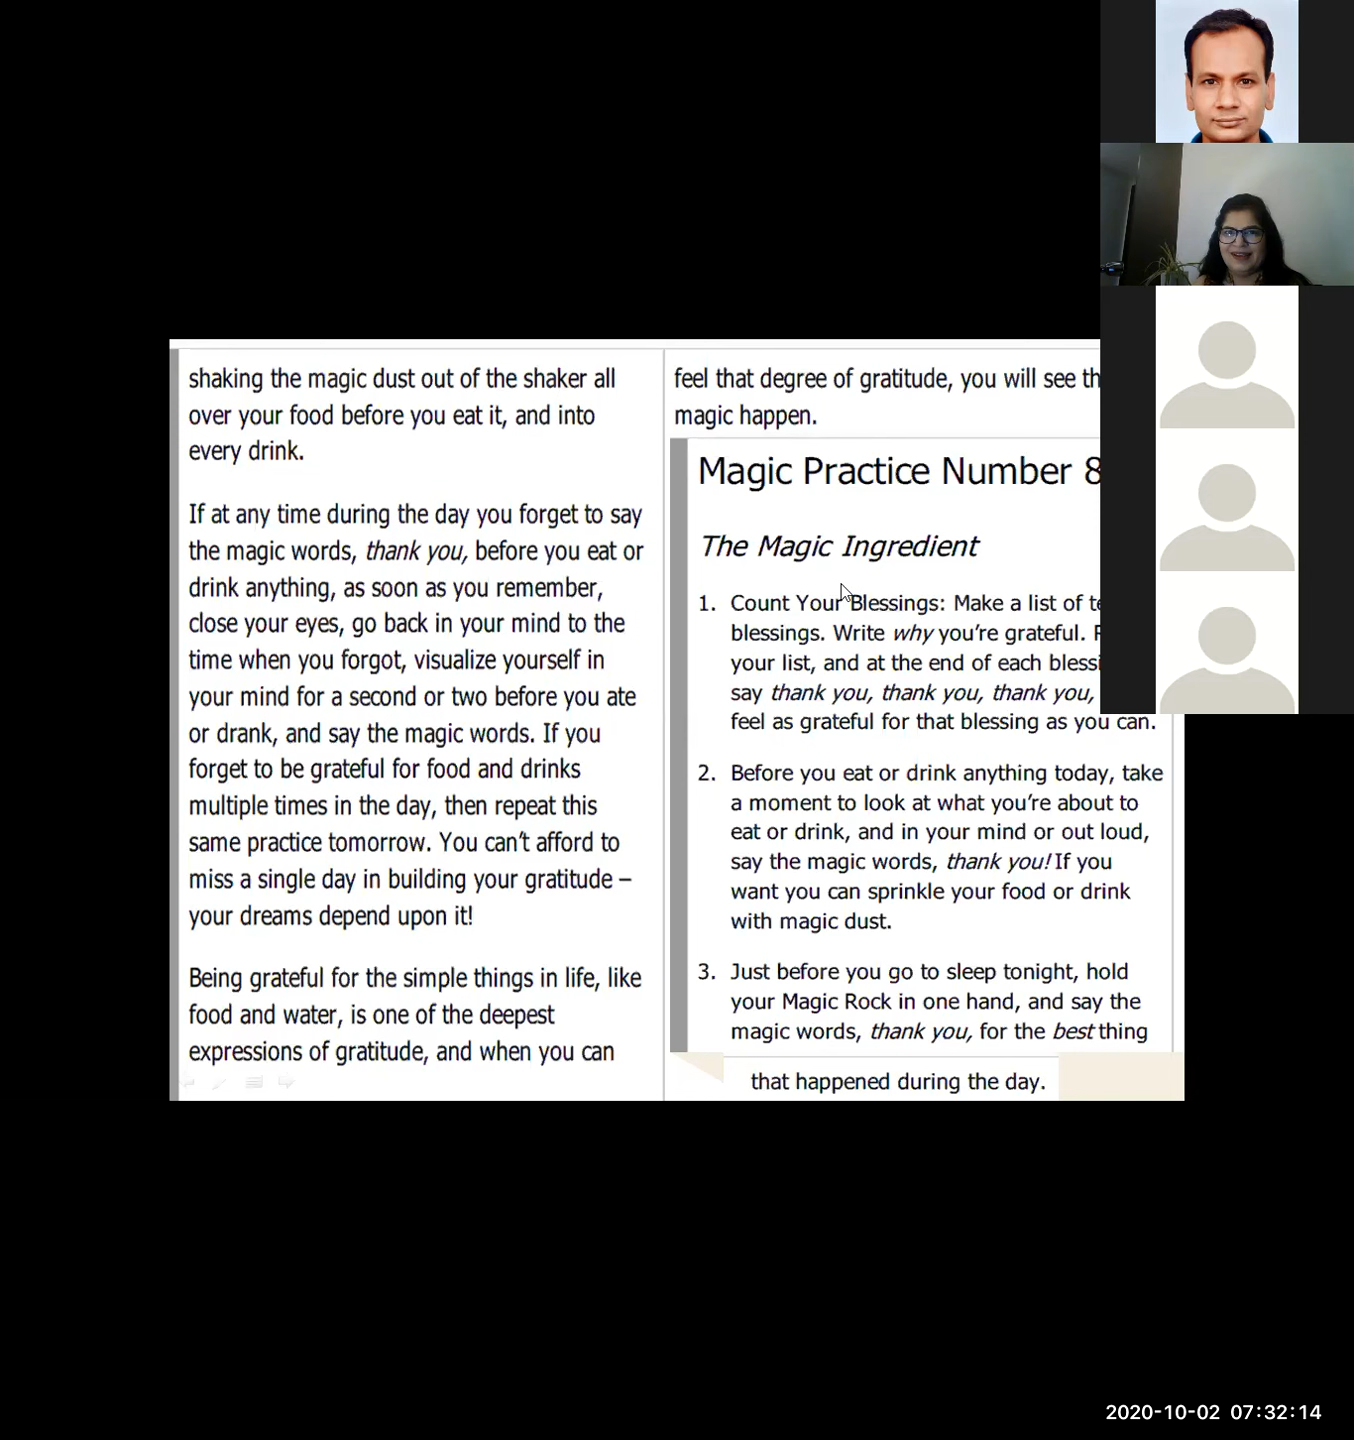 shaking the magic dust out of the shaker all
over your food before you eat it, and into
every drink.
If at any time during the day you forget to say
the magic words, thank you, before you eat or
drink anything, as soon as you remember,
close your eyes, go back in your mind to the
time when you forgot, visualize yourself in
your mind for a second or two before you ate
or drank, and say the magic words. If you
forget to be grateful for food and drinks
multiple times in the day, then repeat this
same practice tomorrow. You can't afford to
miss a single day in building your gratitude –
your dreams depend upon it!
Being grateful for the simple things in life, like
food and water, is one of the deepest
expressions of gratitude, and when you can
feel that degree of gratitude, you will see
magic happen.
Magic Practice Number 8
The Magic Ingredient
1. Count Your Blessings: Make a list of
blessings. Write why you're grateful.
your list, and at the end of each
say thank you, thank you, thank you,
feel as grateful for that blessing as you can.
2. Before you eat or drink anything today, take
a moment to look at what you're about to
eat or drink, and in your mind or out loud,
say the magic words, thank you! If you
want you can sprinkle your food or drink
with magic dust.
3. Just before you go to sleep tonight, hold
your Magic Rock in one hand, and say the
magic words, thank you, for the best thing
that happened during the day.
2020-10-02 07:32:14